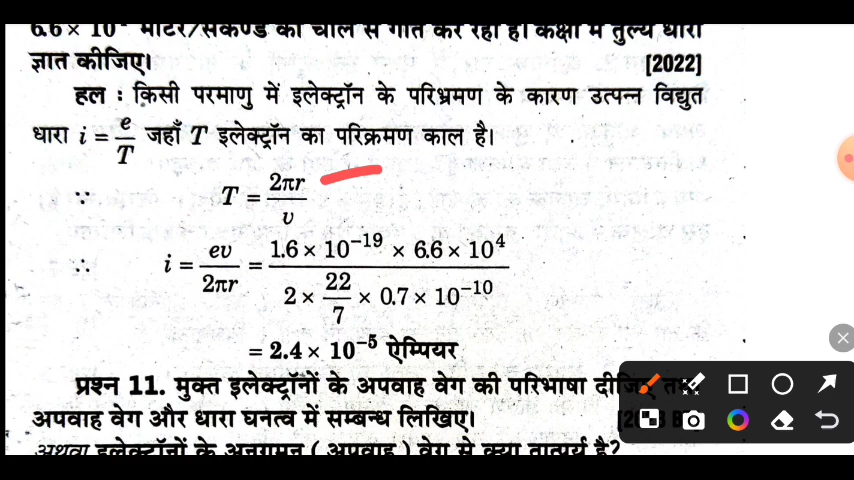 6.6 × 10 मीटर/सेकण्ड की चाल से गति कर रहा है। कक्षा में तुल्य धारा
ज्ञात कीजिए। [2022]
हल : किसी परमाणु में इलेक्ट्रॉन के परिभ्रमण के कारण उत्पन्न विद्युत
धारा i = e/T जहाँ T इलेक्ट्रॉन का परिक्रमण काल है।
∵ T = 2πr/υ
∴ i = eυ/2πr = 1.6 × 10⁻¹⁹ × 6.6 × 10⁴ / 2 × 22/7 × 0.7 × 10⁻¹⁰
= 2.4 × 10⁻⁵ ऐम्पियर
प्रश्न 11. मुक्त इलेक्ट्रॉनों के अपवाह वेग की परिभाषा दीजिए
अपवाह वेग और धारा घनत्व में सम्बन्ध लिखिए।
अथवा इलेक्ट्रॉनों के अनुगमन ( अपवाह ) वेग से क्या तात्पर्य है?